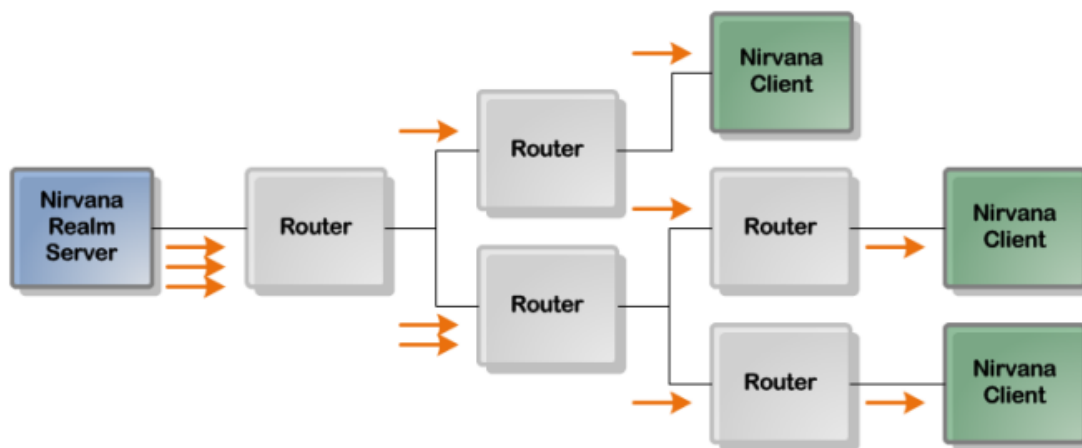 Nirvana
Client
Router
Nirvana
Realm
Server
Router
Router
Nirvana
Client
Router
Router
Nirvana
Client